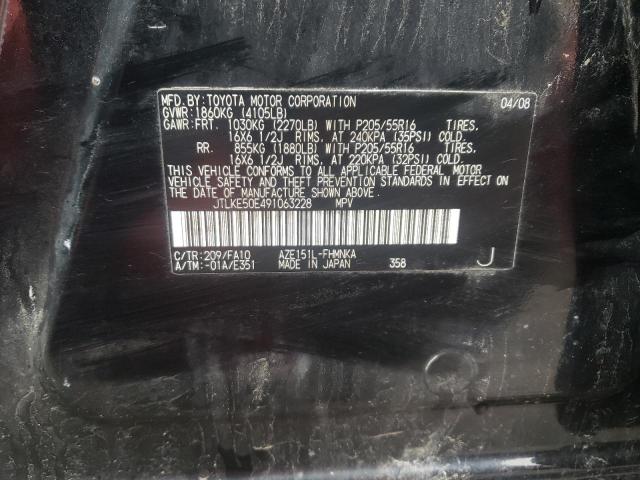 MFD. BY: TOYOTA MOTOR CORPORATION 04/08
GVWR: 1860KG (4105LB)
GAWR: FRT. 1030KG (2270LB) WITH P205/55R16 TIRES.
16X6 1/2J RIMS, AT 240KPA (35PSI) COLD.
RR. 855KG (1880LB) WITH P205/55R16 TIRES.
16X6 1/2J RIMS, AT 220KPA (32PSI) COLD.
THIS VEHICLE CONFORMS TO ALL APPLICABLE FEDERAL MOTOR
VEHICLE SAFETY AND THEFT PREVENTION STANDARDS IN EFFECT ON
THE DATE OF MANUFACTURE SHOWN ABOVE.
JTLKE50E491063228 MPV
C/TR: 209/FA10 AZE151L-FHMNKA
A/TM: -01A/E351 MADE IN JAPAN 358 J